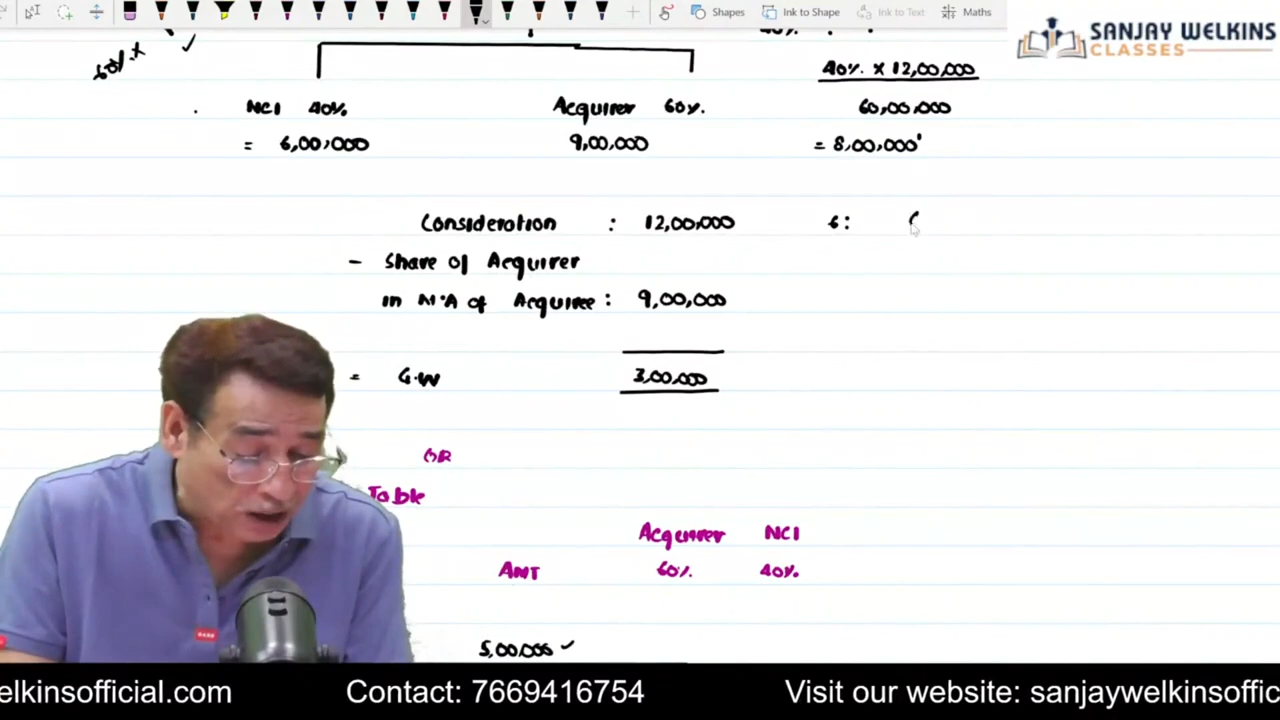 Shapes Ink to Shape Ink to Text Maths
SANJAY WELKINS
CLASSES
60% x
40% x 12,00,000
NCI 40% Acquirer 60% 60,00,000
= 6,00,000 9,00,000 = 8,00,000
Consideration : 12,00,000 6:
- Share of Acquirer
in N.A of Acquiree : 9,00,000
= G.W 3,00,000
OR
Table
Acquirer NCI
AMT 60% 40%
5,00,000
elkinsofficial.com Contact: 7669416754 Visit our website: sanjaywelkinsoffic